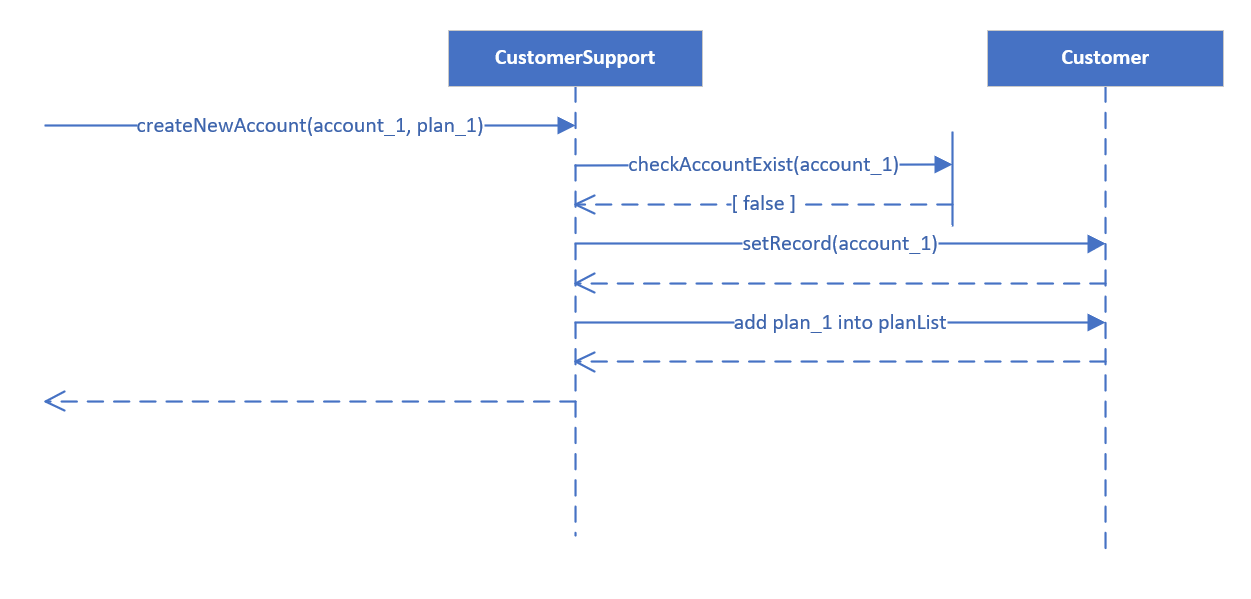 CustomerSupport
Customer
createNewAccount(account_1, plan_1)
checkAccountExist(account_1)
[ false ]
setRecord(account_1)
add plan_1 into planList